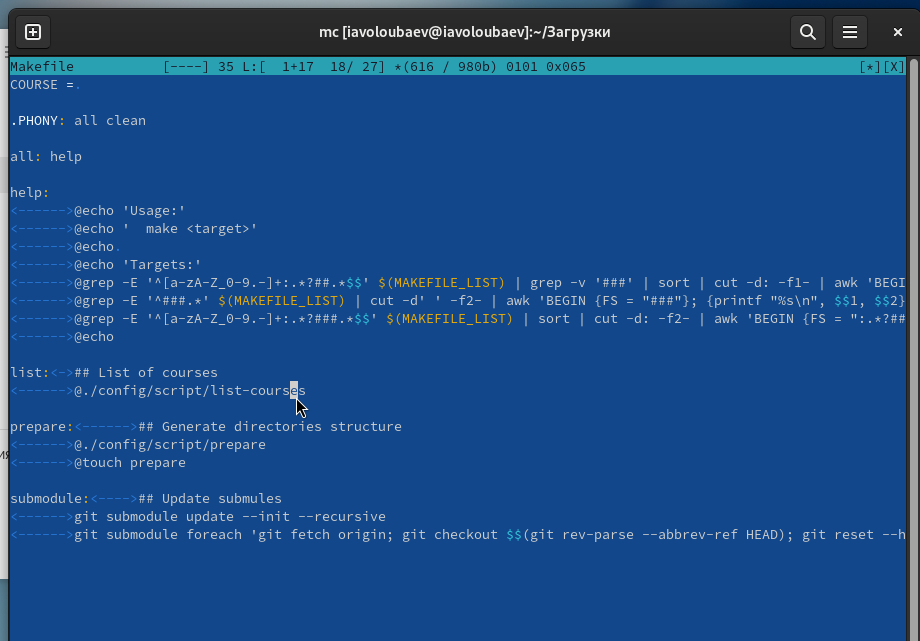 mc [iavoloubaev@iavoloubaev]:~/Загрузки
Makefile [----] 35 L:[ 1+17 18/ 27] *(616 / 980b) 0101 0x065 [*][X]
COURSE =.
.PHONY: all clean
all: help
help:
<------>@echo 'Usage:'
<------>@echo '  make <target>'
<------>@echo.
<------>@echo 'Targets:'
<------>@grep -E '^[a-zA-Z_0-9.-]+:.*?##.*$$' $(MAKEFILE_LIST) | grep -v '###' | sort | cut -d: -f1- | awk 'BEGI
<------>@grep -E '^###.*' $(MAKEFILE_LIST) | cut -d' ' -f2- | awk 'BEGIN {FS = "###"}; {printf "%s\n", $$1, $$2}
<------>@grep -E '^[a-zA-Z_0-9.-]+:.*?###.*$$' $(MAKEFILE_LIST) | sort | cut -d: -f2- | awk 'BEGIN {FS = ":.*?##
<------>@echo
list:<->## List of courses
<------>@./config/script/list-courses
prepare:<------>## Generate directories structure
<------>@./config/script/prepare
<------>@touch prepare
submodule:<---->## Update submules
<------>git submodule update --init --recursive
<------>git submodule foreach 'git fetch origin; git checkout $$(git rev-parse --abbrev-ref HEAD); git reset --h